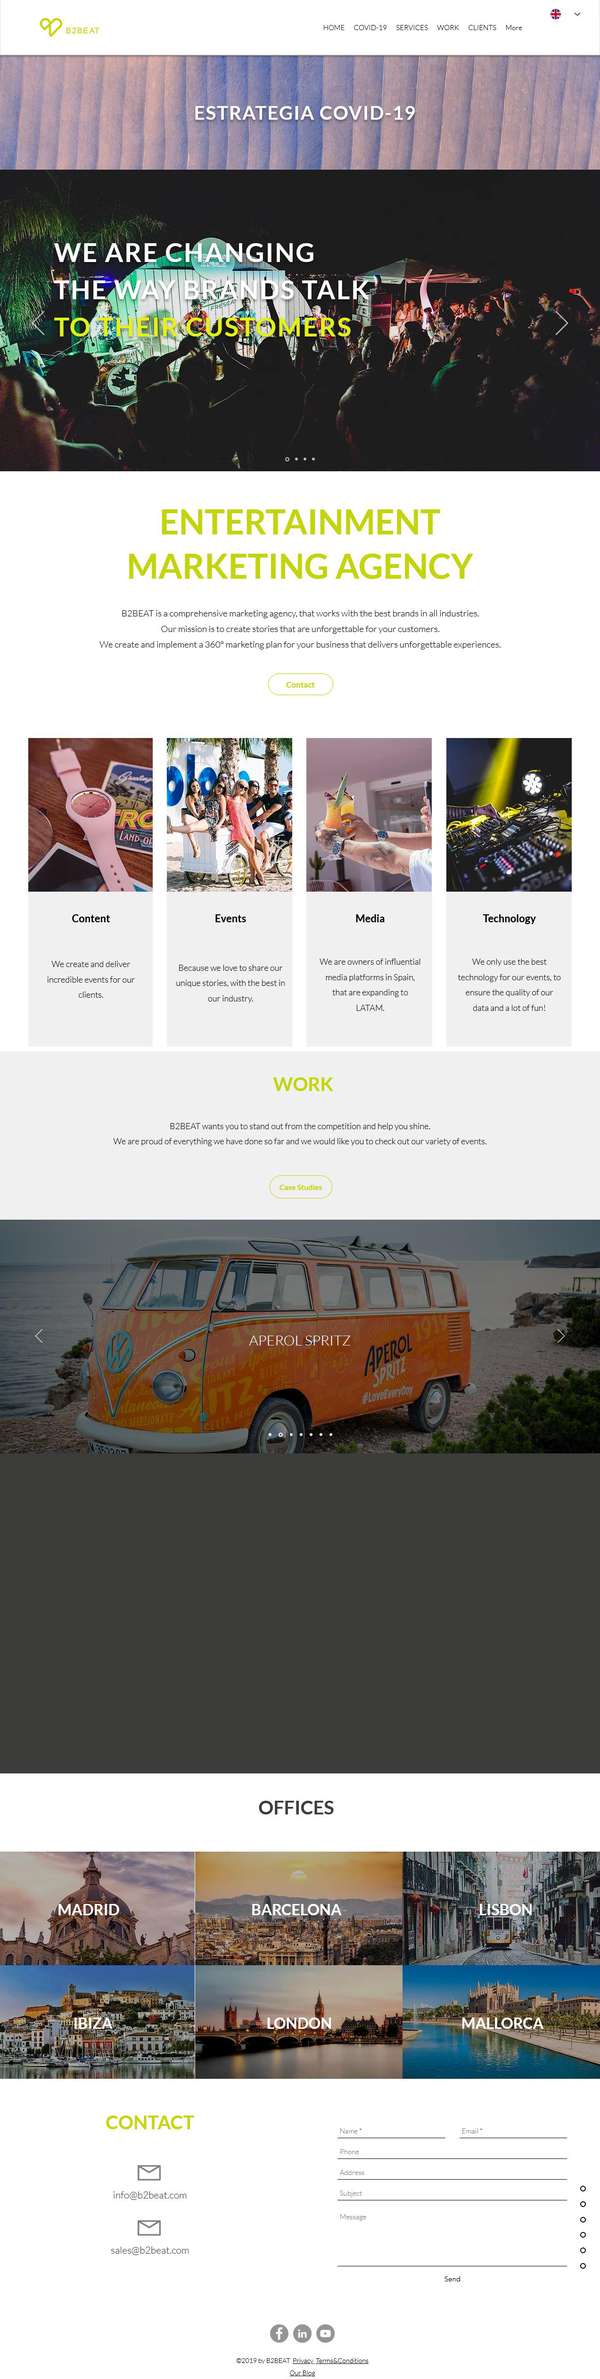 B2BEAT
HOME COVID-19 SERVICES WORK CLIENTS More
ESTRATEGIA COVID-19
WE ARE CHANGING
THE WAY BRANDS TALK
TO THEIR CUSTOMERS
ENTERTAINMENT
MARKETING AGENCY
B2BEAT is a comprehensive marketing agency, that works with the best brands in all industries.
Our mission is to create stories that are unforgettable for your customers.
We create and implement a 360º marketing plan for your business that delivers unforgettable experiences.
Contact
Content
We create and deliver
incredible events for our
clients.
Events
Because we love to share our
unique stories, with the best in
our industry.
Media
We are owners of influential
media platforms in Spain,
that are expanding to
LATAM.
Technology
We only use the best
technology for our events, to
ensure the quality of our
data and a lot of fun!
WORK
B2BEAT wants you to stand out from the competition and help you shine.
We are proud of everything we have done so far and we would like you to check out our variety of events.
Case Studies
APEROL SPRITZ
1919
APEROL
SPRITZ
#LoveEveryDay
OFFICES
MADRID
BARCELONA
LISBON
IBIZA
LONDON
MALLORCA
CONTACT
info@b2beat.com
sales@b2beat.com
Name *
Email *
Phone
Address
Subject
Message
Send
©2019 by B2BEAT Privacy Terms&Conditions
Our Blog